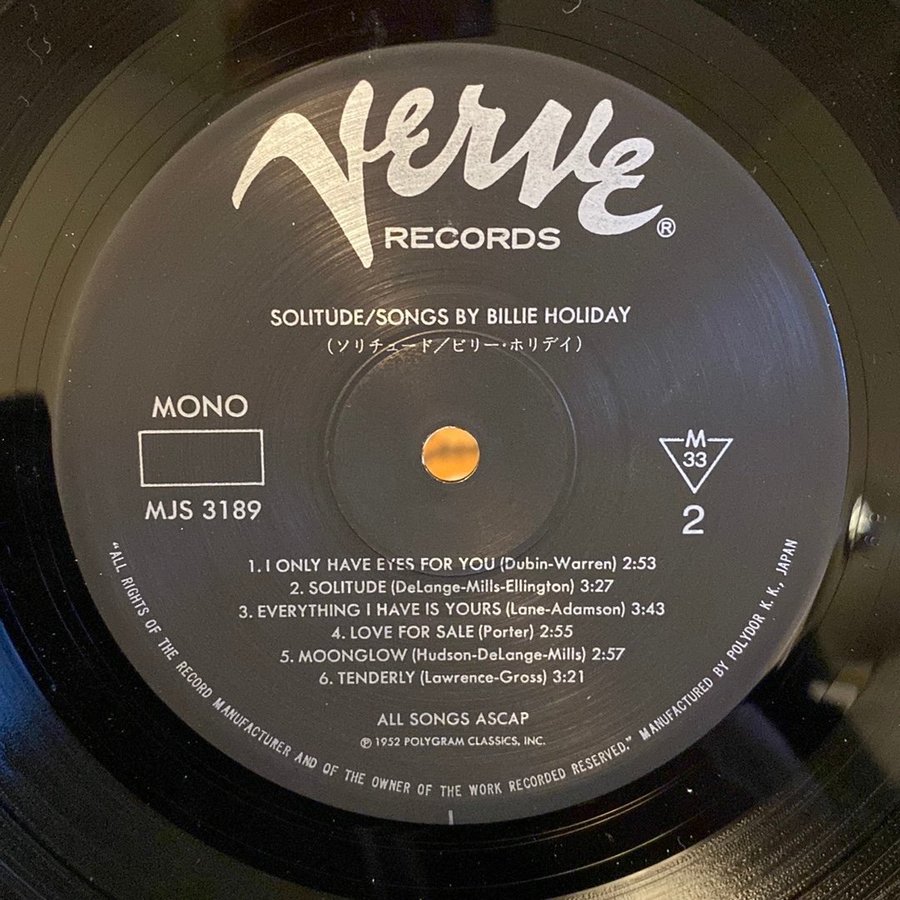 Verve
RECORDS ®
SOLITUDE/SONGS BY BILLIE HOLIDAY
(ソリチュード/ビリー・ホリデイ)
MONO
MJS 3189
M
33
2
1. I ONLY HAVE EYES FOR YOU (Dubin-Warren) 2:53
2. SOLITUDE (DeLange-Mills-Ellington) 3:27
3. EVERYTHING I HAVE IS YOURS (Lane-Adamson) 3:43
4. LOVE FOR SALE (Porter) 2:55
5. MOONGLOW (Hudson-DeLange-Mills) 2:57
6. TENDERLY (Lawrence-Gross) 3:21
ALL SONGS ASCAP
℗ 1952 POLYGRAM CLASSICS, INC.
"ALL RIGHTS OF THE RECORD MANUFACTURER AND OF THE OWNER OF THE WORK RECORDED RESERVED." MANUFACTURED BY POLYDOR K. K., JAPAN